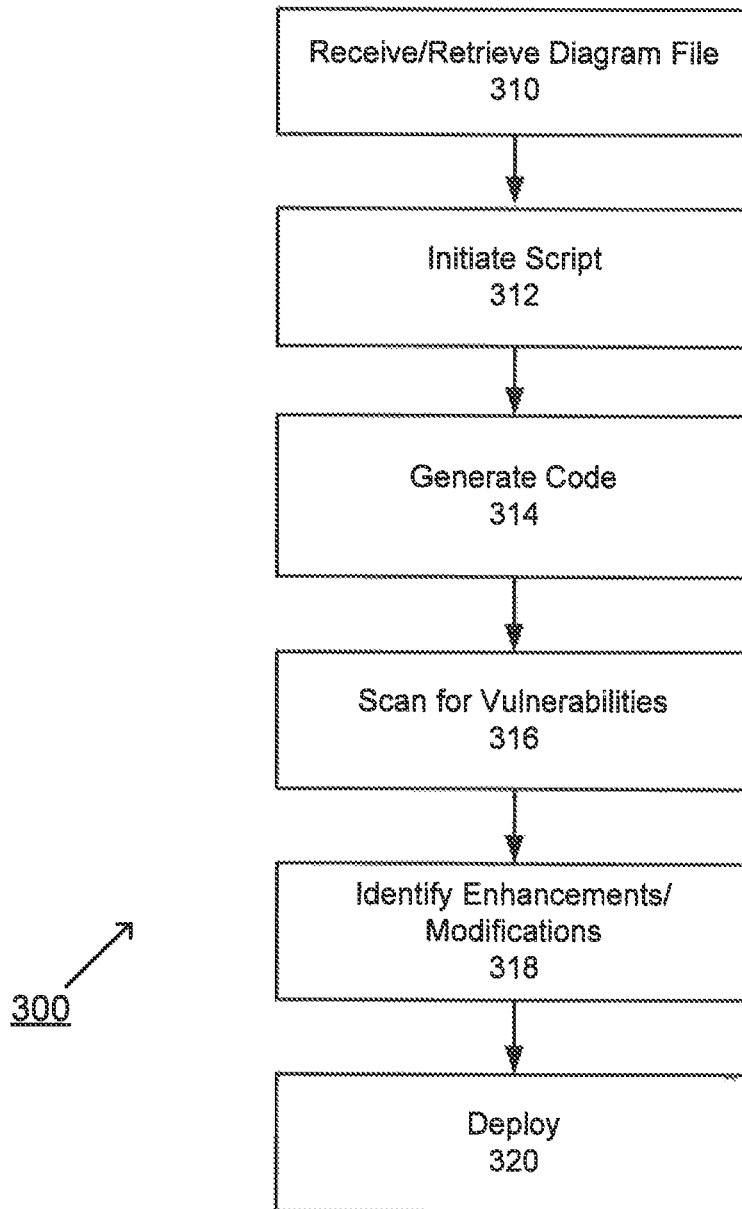 Receive/Retrieve Diagram File
310
Initiate Script
312
Generate Code
314
Scan for Vulnerabilities
316
Identify Enhancements/
Modifications
318
300
Deploy
320